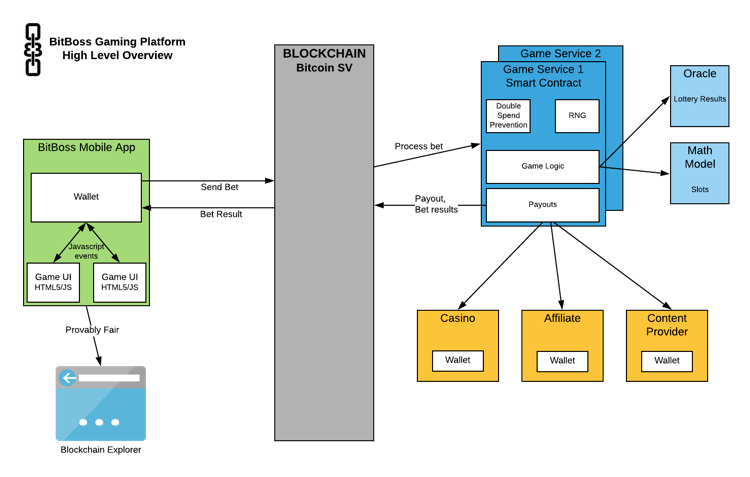 BitBoss Gaming Platform
High Level Overview
BLOCKCHAIN
Bitcoin SV
Game Service 2
Game Service 1
Smart Contract
Double
Spend
Prevention
RNG
Game Logic
Payouts
Oracle
Lottery Results
Math
Model
Slots
BitBoss Mobile App
Wallet
Javascript
events
Game UI
HTML5/JS
Game UI
HTML5/JS
Send Bet
Bet Result
Process bet
Payout,
Bet results
Provably Fair
Blockchain Explorer
Casino
Wallet
Affiliate
Wallet
Content
Provider
Wallet